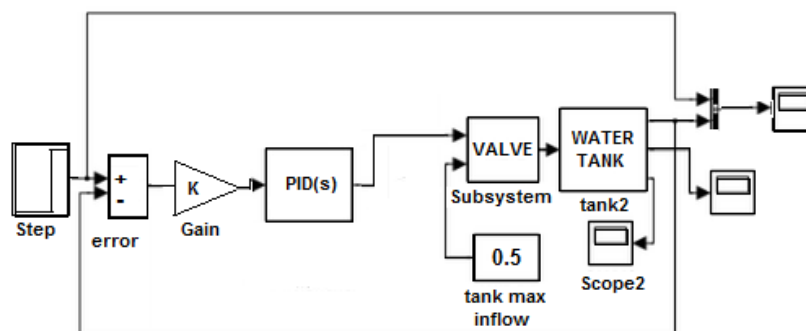 Step
+
-
error
K
Gain
PID(s)
VALVE
Subsystem
WATER
TANK
tank2
0.5
tank max
inflow
Scope2